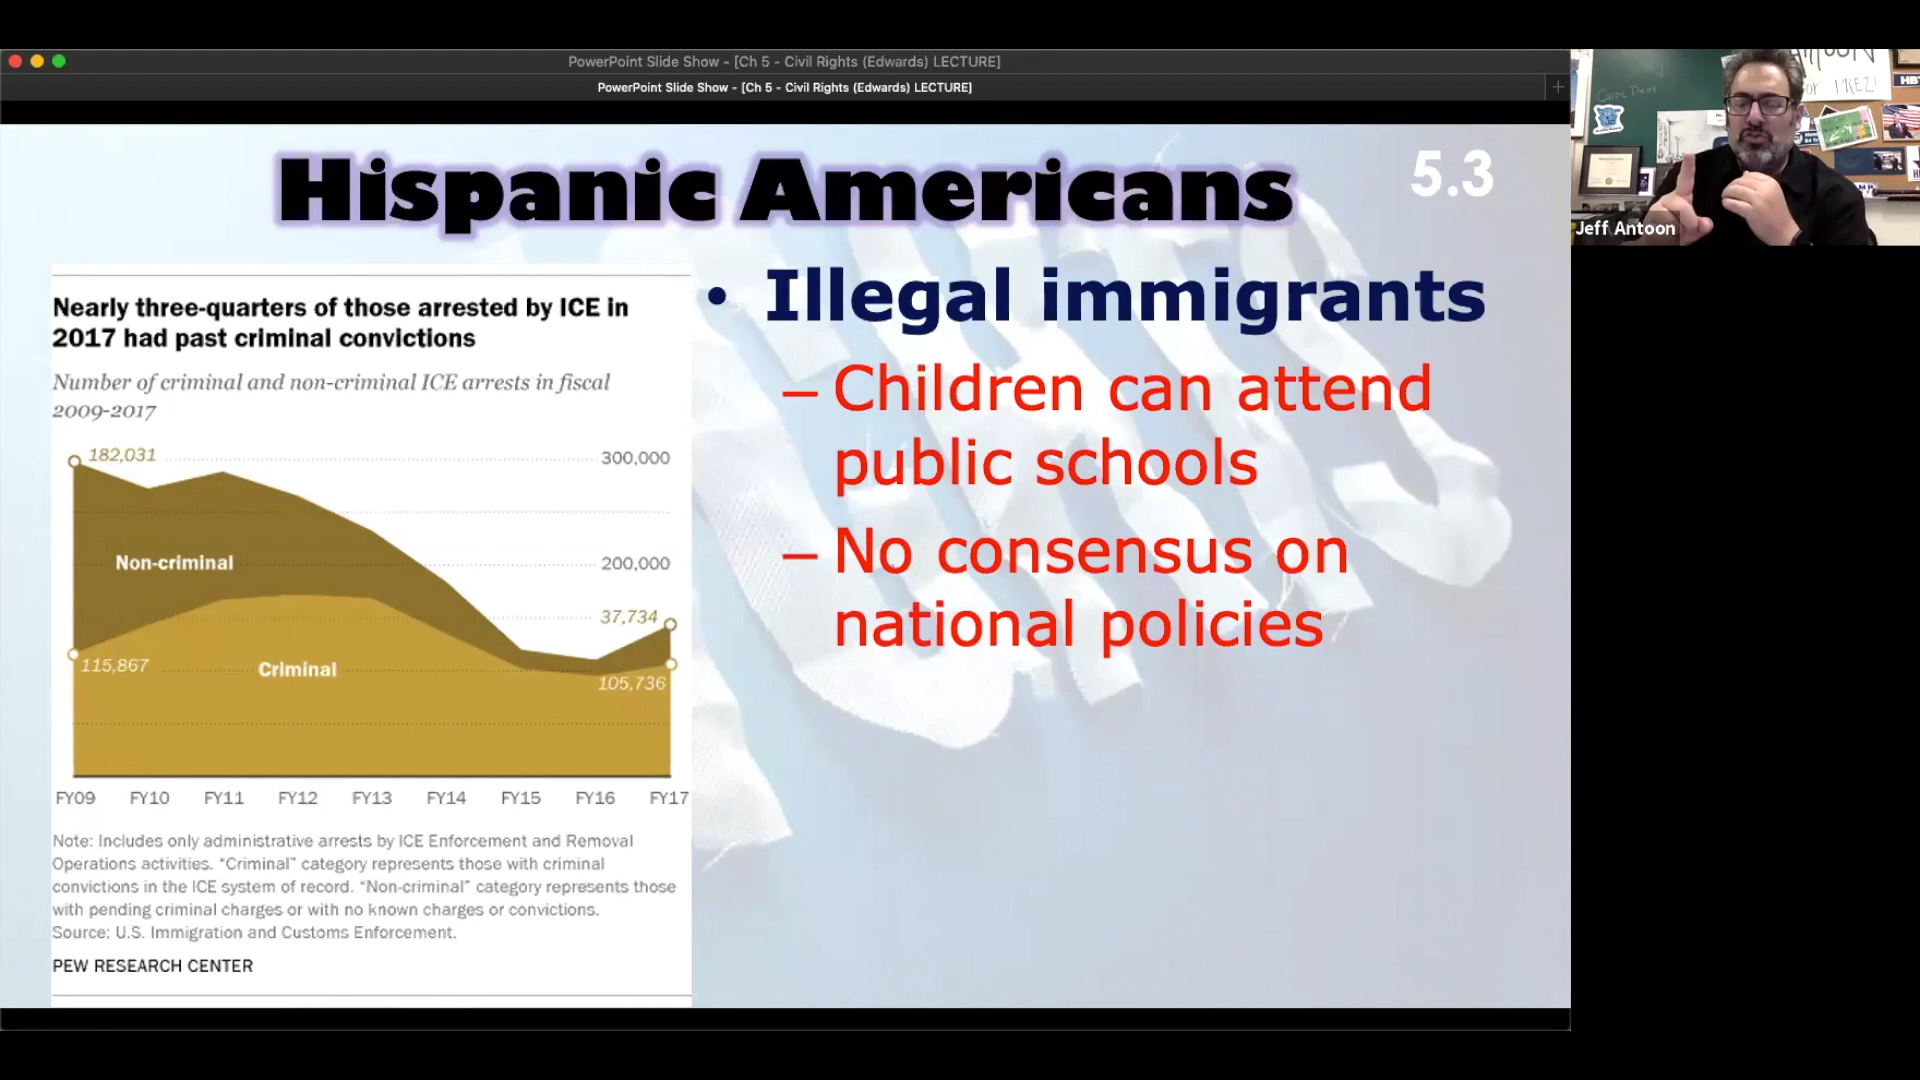 PowerPoint Slide Show - [Ch 5 - Civil Rights (Edwards) LECTURE]
PowerPoint Slide Show - [Ch 5 - Civil Rights (Edwards) LECTURE]
Hispanic Americans
5.3
Nearly three-quarters of those arrested by ICE in
2017 had past criminal convictions
Number of criminal and non-criminal ICE arrests in fiscal
2009-2017
182,031
300,000
Non-criminal
200,000
37,734
115,867
Criminal
105,736
FY09 FY10 FY11 FY12 FY13 FY14 FY15 FY16 FY17
Note: Includes only administrative arrests by ICE Enforcement and Removal
Operations activities. "Criminal" category represents those with criminal
convictions in the ICE system of record. "Non-criminal" category represents those
with pending criminal charges or with no known charges or convictions.
Source: U.S. Immigration and Customs Enforcement.
PEW RESEARCH CENTER
• Illegal immigrants
– Children can attend
public schools
– No consensus on
national policies
Carpe Diem
for PREZ!
Jeff Antoon